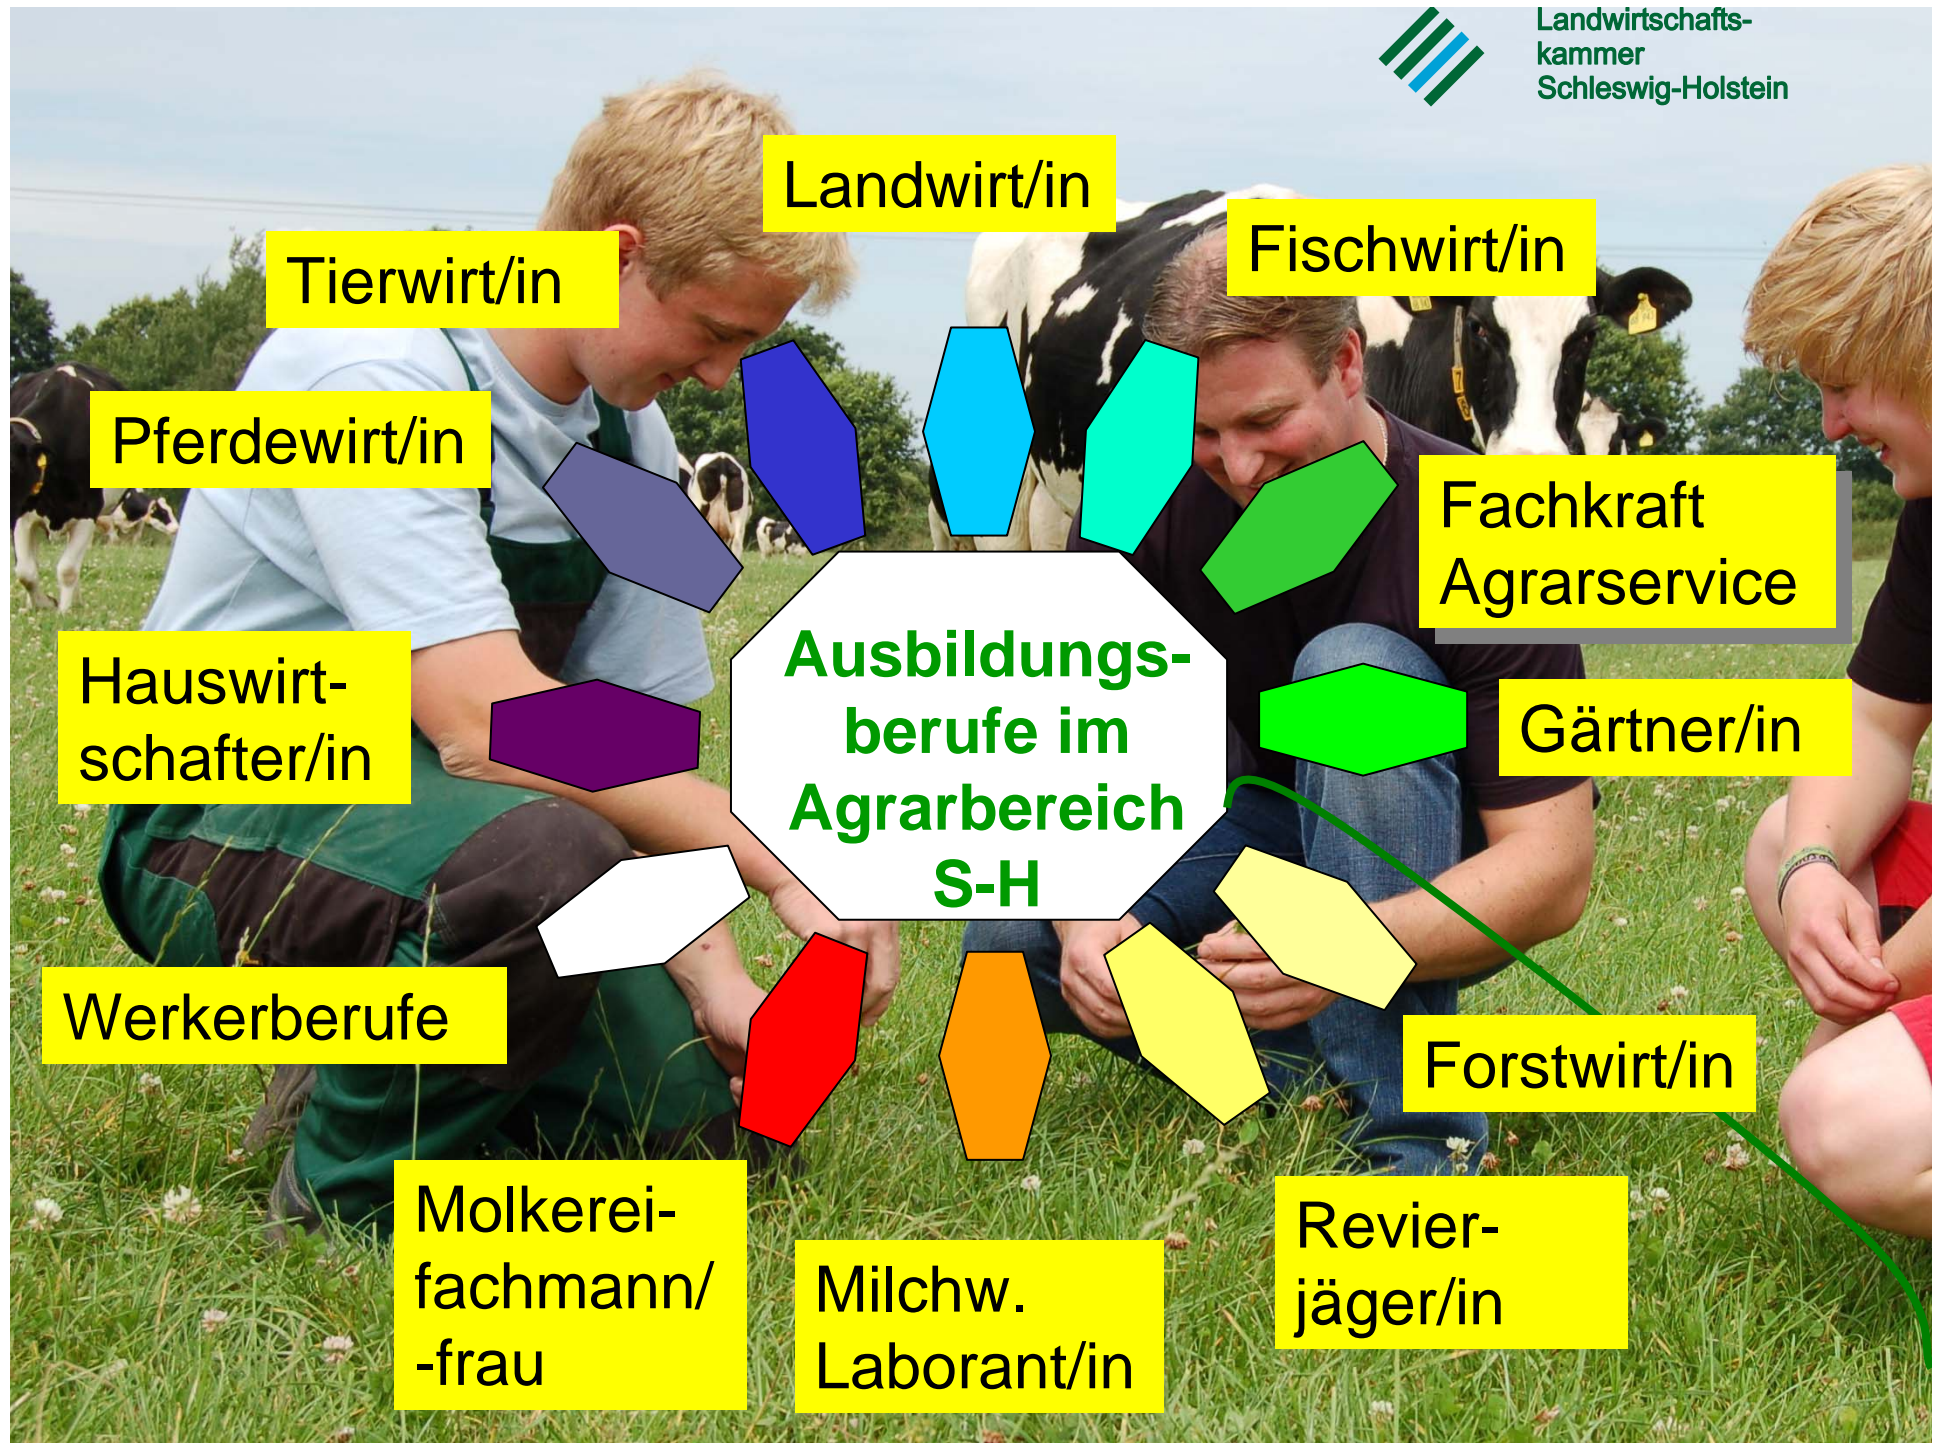 Landwirtschafts-
kammer
Schleswig-Holstein
Landwirt/in
Fischwirt/in
Tierwirt/in
Pferdewirt/in
Fachkraft
Agrarservice
Hauswirt-
schafter/in
Ausbildungs-
berufe im
Agrarbereich
S-H
Gärtner/in
Werkerberufe
Forstwirt/in
Molkerei-
fachmann/
-frau
Milchw.
Laborant/in
Revier-
jäger/in